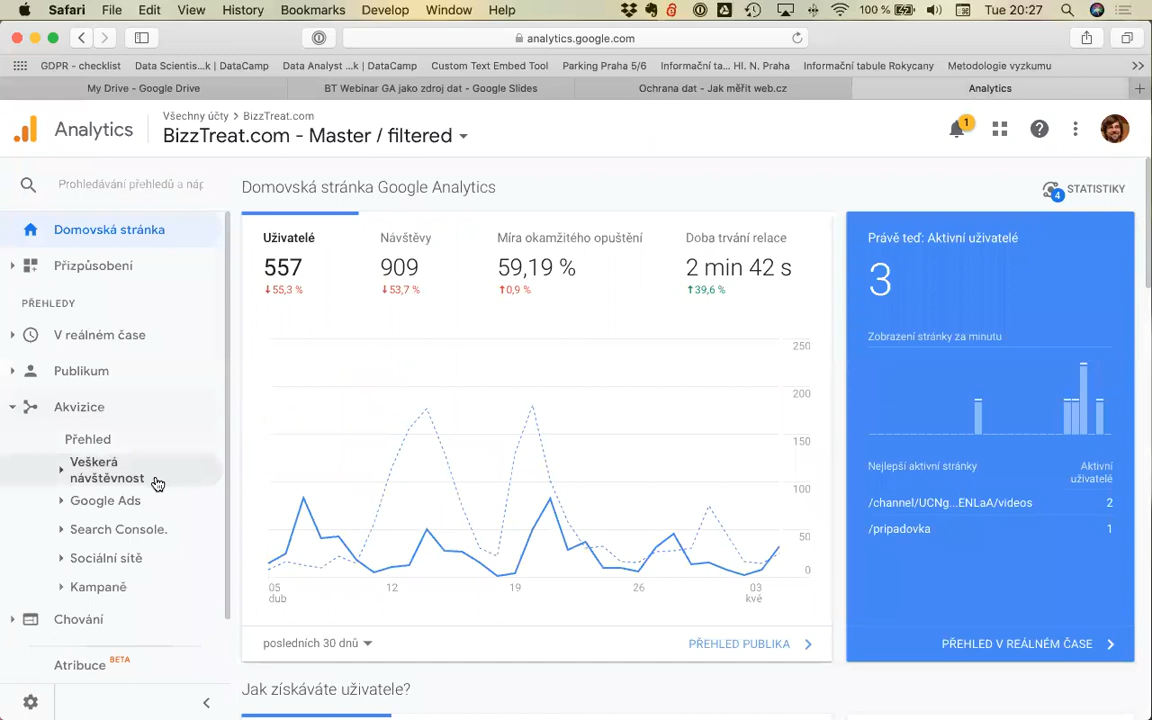 Safari File Edit View History Bookmarks Develop Window Help 100 % Tue 20:27
analytics.google.com
GDPR - checklist Data Scientis...k | DataCamp Data Analyst ...k | DataCamp Custom Text Embed Tool Parking Praha 5/6 Informační ta... Hl. N. Praha Informační tabule Rokycany Metodologie vyzkumu
My Drive - Google Drive BT Webinar GA jako zdroj dat - Google Slides Ochrana dat - Jak měřit web.cz Analytics
Analytics
Všechny účty > BizzTreat.com
BizzTreat.com - Master / filtered
1
Prohledávání přehledů a náp
Domovská stránka Google Analytics
4 STATISTIKY
Domovská stránka
Přizpůsobení
PŘEHLEDY
V reálném čase
Publikum
Akvizice
Přehled
Veškerá
návštěvnost
Google Ads
Search Console.
Sociální sítě
Kampaně
Chování
Atribuce BETA
Uživatelé Návštěvy Míra okamžitého opuštění Doba trvání relace
557 909 59,19 % 2 min 42 s
↓55,3 % ↓53,7 % ↑0,9 % ↑39,6 %
250
200
150
100
50
0
05 12 19 26 03
dub kvě
posledních 30 dnů PŘEHLED PUBLIKA
Právě teď: Aktivní uživatelé
3
Zobrazení stránky za minutu
Nejlepší aktivní stránky Aktivní
uživatelé
/channel/UCNg...ENLaA/videos 2
/pripadovka 1
PŘEHLED V REÁLNÉM ČASE
Jak získáváte uživatele?